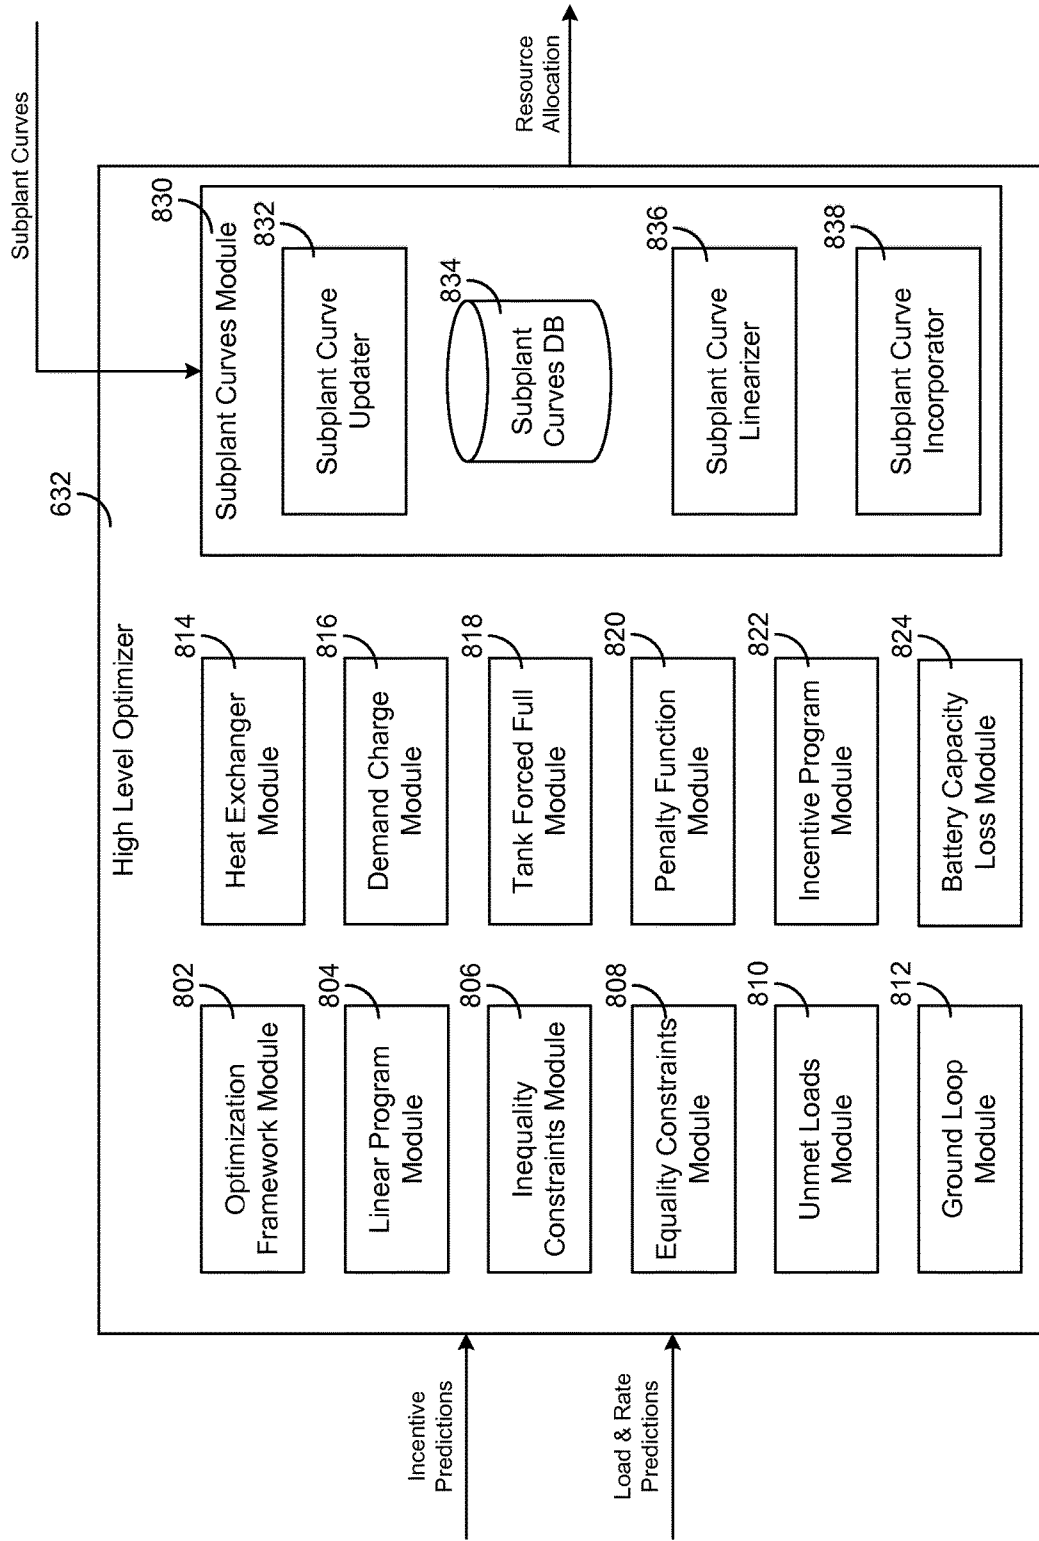 Subplant Curves
632
High Level Optimizer
802
Optimization
Framework Module
804
Linear Program
Module
806
Inequality
Constraints Module
808
Equality Constraints
Module
810
Unmet Loads
Module
812
Ground Loop
Module
814
Heat Exchanger
Module
816
Demand Charge
Module
818
Tank Forced Full
Module
820
Penalty Function
Module
822
Incentive Program
Module
824
Battery Capacity
Loss Module
830
Subplant Curves Module
832
Subplant Curve
Updater
834
Subplant
Curves DB
836
Subplant Curve
Linearizer
838
Subplant Curve
Incorporator
Incentive
Predictions
Load & Rate
Predictions
Resource
Allocation